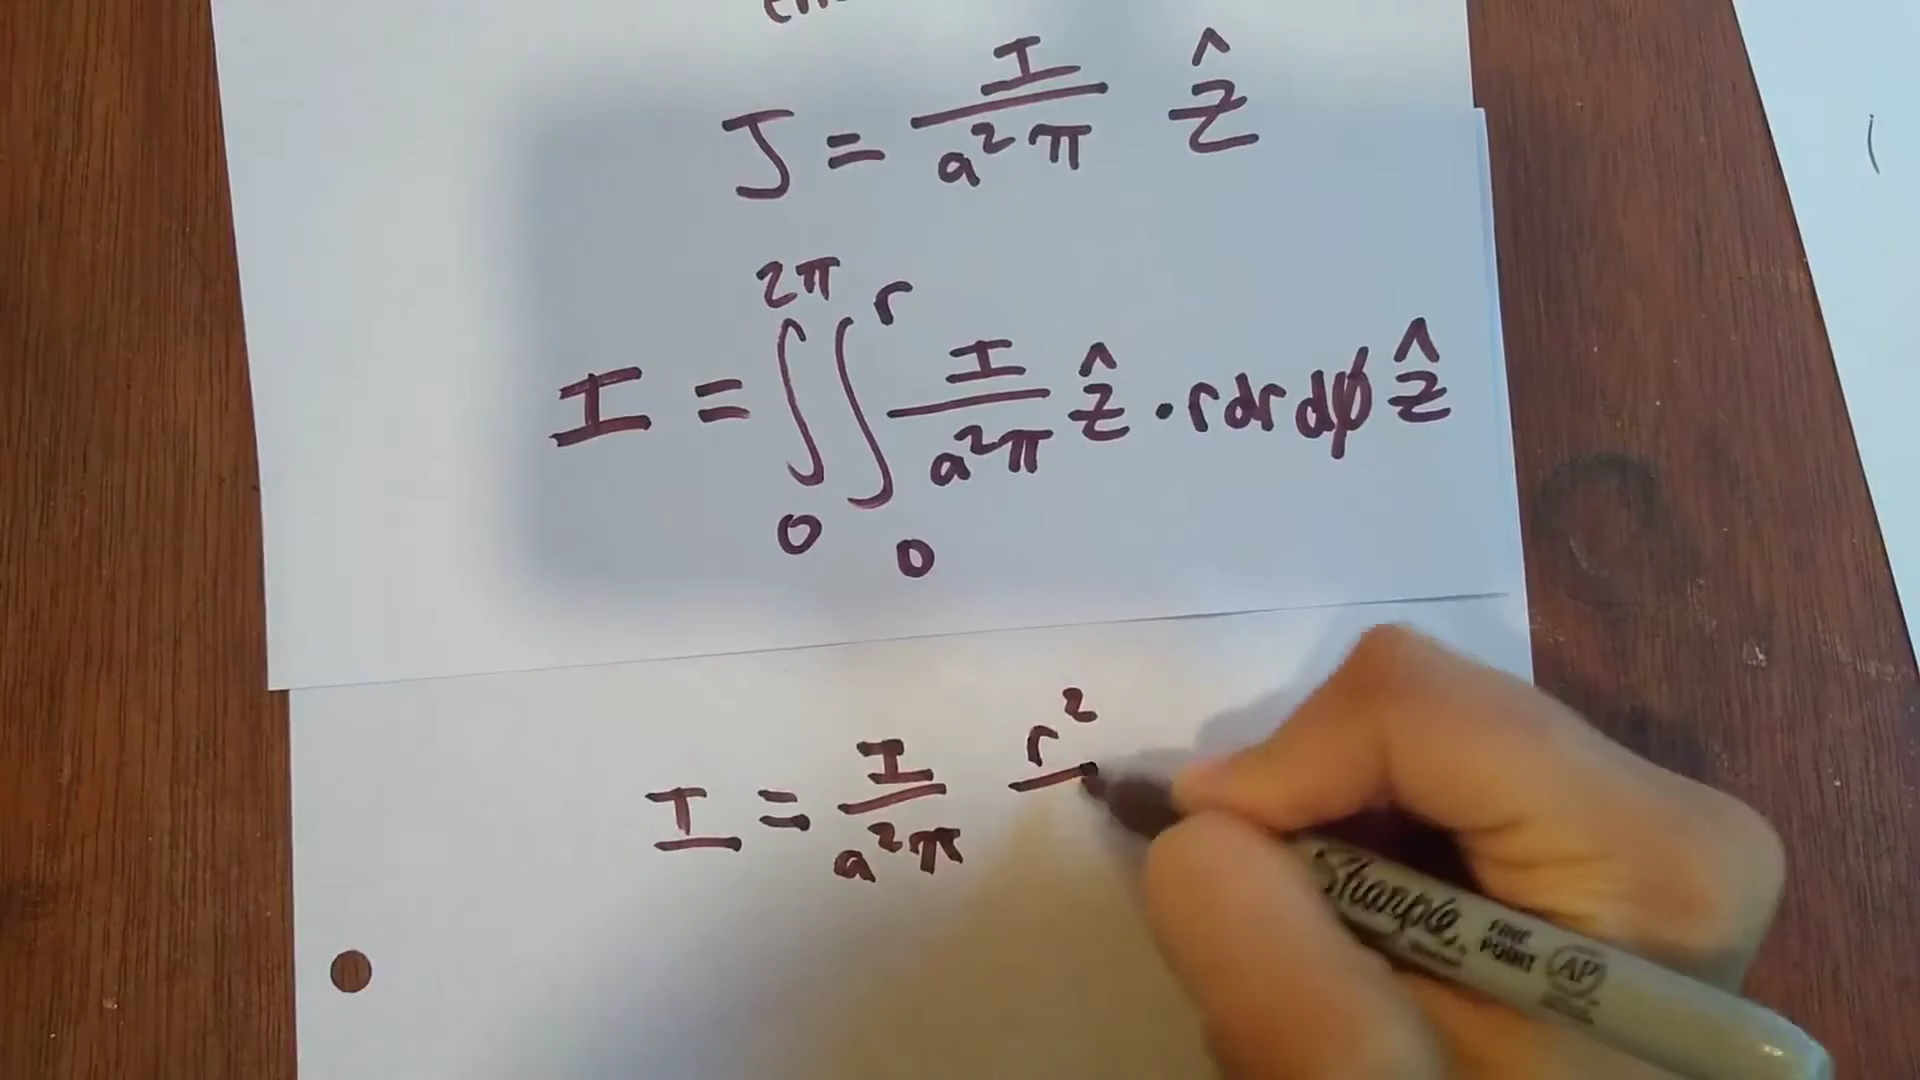 J = I / a²π ẑ
I = ∫₀^2π ∫₀^r I / a²π ẑ · r dr dϕ ẑ
I = I / a²π r²
Sharpie
FINE POINT
AP